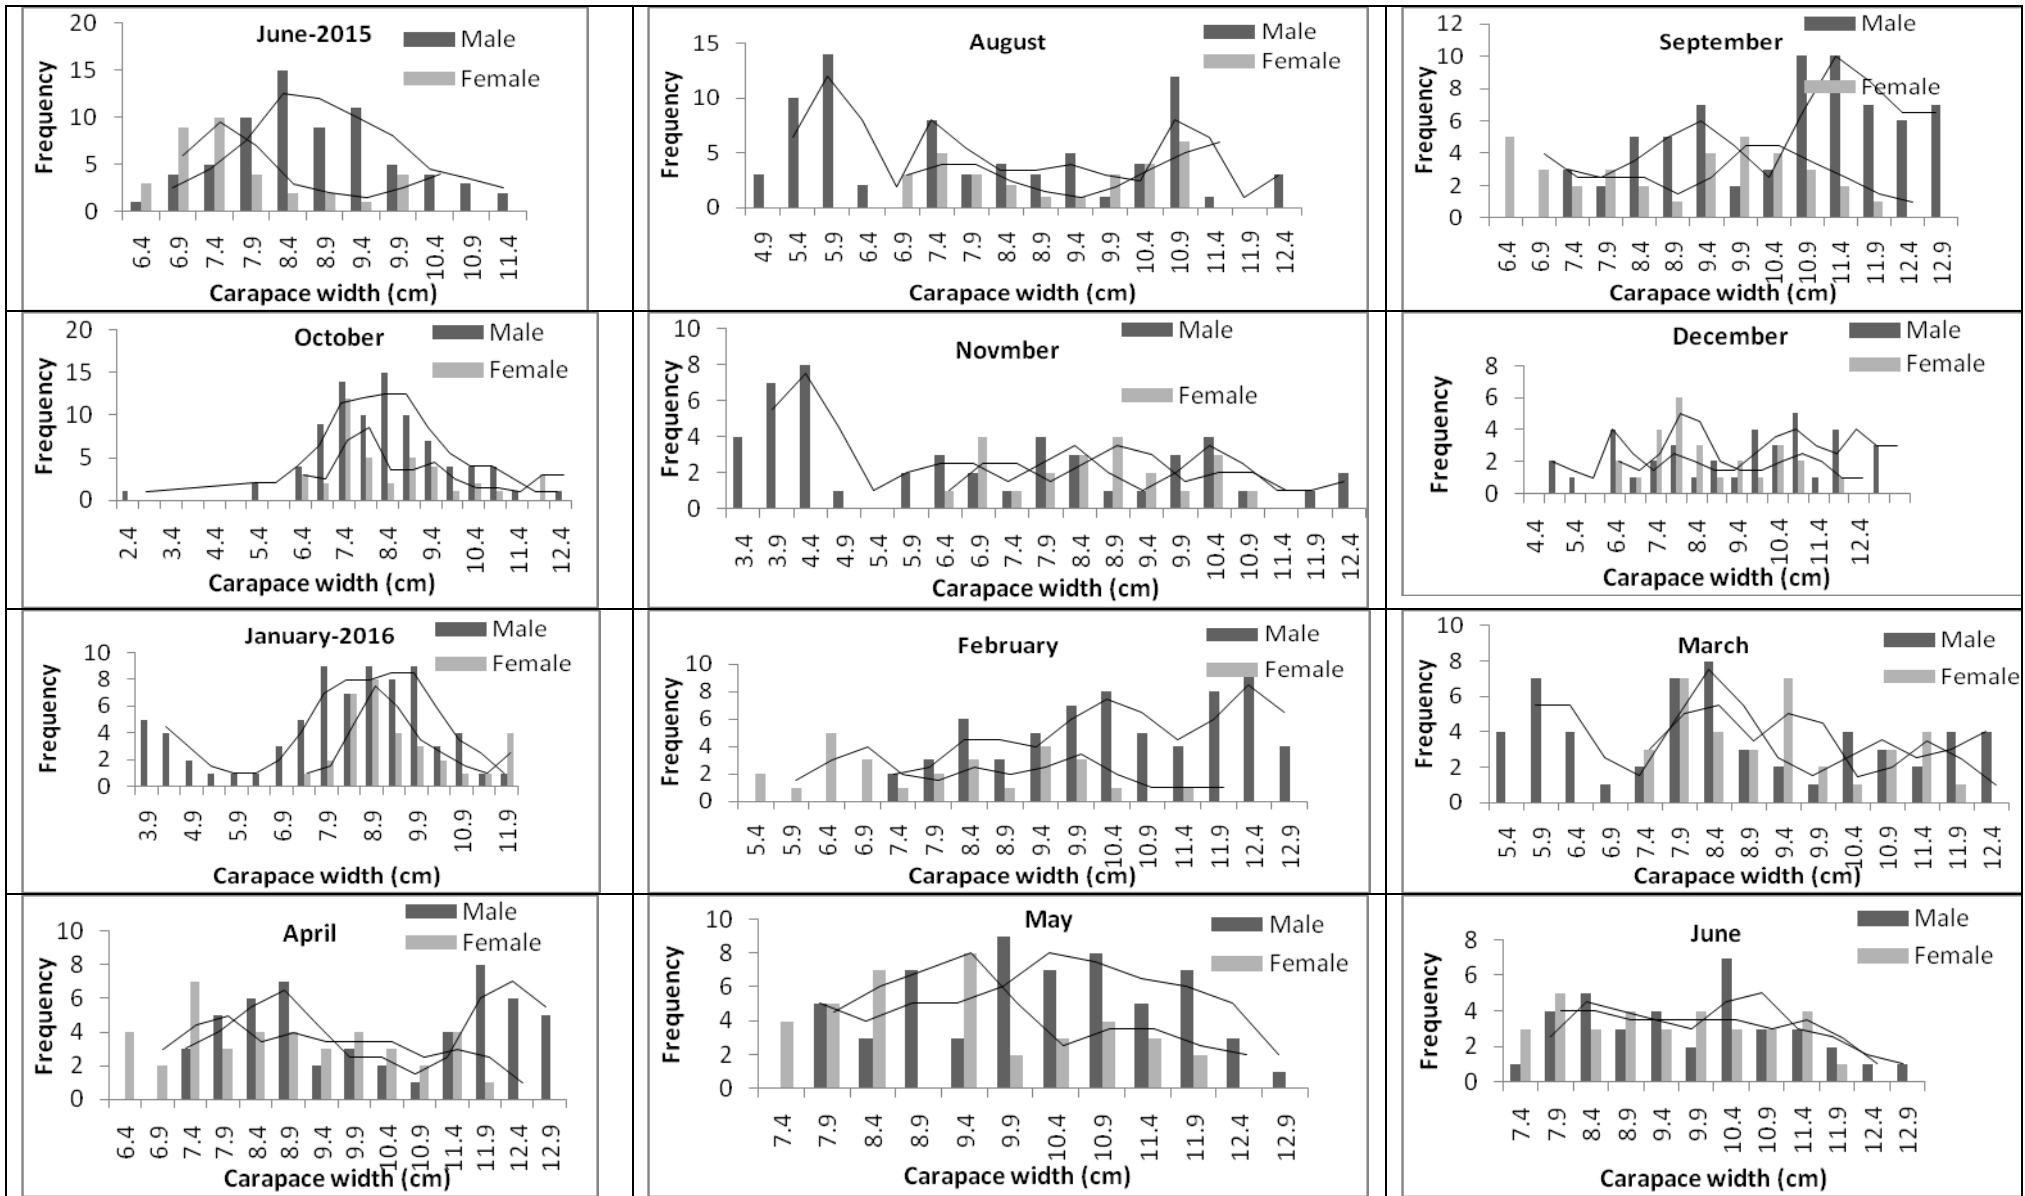 June-2015
Male
Female
Frequency
20
15
10
5
0
6.4 6.9 7.4 7.9 8.4 8.9 9.4 9.9 10.4 10.9 11.4
Carapace width (cm)
August
Male
Female
Frequency
15
10
5
0
4.9 5.4 5.9 6.4 6.9 7.4 7.9 8.4 8.9 9.4 9.9 10.4 10.9 11.4 11.9 12.4
Carapace width (cm)
September
Male
Female
Frequency
12
10
8
6
4
2
0
6.4 6.9 7.4 7.9 8.4 8.9 9.4 9.9 10.4 10.9 11.4 11.9 12.4 12.9
Carapace width (cm)
October
Male
Female
Frequency
20
15
10
5
0
2.4 3.4 4.4 5.4 6.4 7.4 8.4 9.4 10.4 11.4 12.4
Carapace width (cm)
Novmber
Male
Female
Frequency
10
8
6
4
2
0
3.4 3.9 4.4 4.9 5.4 5.9 6.4 6.9 7.4 7.9 8.4 8.9 9.4 9.9 10.4 10.9 11.4 11.9 12.4
Carapace width (cm)
December
Male
Female
Frequency
8
6
4
2
0
4.4 5.4 6.4 7.4 8.4 9.4 10.4 11.4 12.4
Carapace width (cm)
January-2016
Male
Female
Frequency
10
8
6
4
2
0
3.9 4.9 5.9 6.9 7.9 8.9 9.9 10.9 11.9
Carapace width (cm)
February
Male
Female
Frequency
10
8
6
4
2
0
5.4 5.9 6.4 6.9 7.4 7.9 8.4 8.9 9.4 9.9 10.4 10.9 11.4 11.9 12.4 12.9
Carapace width (cm)
March
Male
Female
Frequency
10
8
6
4
2
0
5.4 5.9 6.4 6.9 7.4 7.9 8.4 8.9 9.4 9.9 10.4 10.9 11.4 11.9 12.4
Carapace width (cm)
April
Male
Female
Frequency
10
8
6
4
2
0
6.4 6.9 7.4 7.9 8.4 8.9 9.4 9.9 10.4 10.9 11.4 11.9 12.4 12.9
Carapace width (cm)
May
Male
Female
Frequency
10
8
6
4
2
0
7.4 7.9 8.4 8.9 9.4 9.9 10.4 10.9 11.4 11.9 12.4 12.9
Carapace width (cm)
June
Male
Female
Frequency
8
6
4
2
0
7.4 7.9 8.4 8.9 9.4 9.9 10.4 10.9 11.4 11.9 12.4 12.9
Carapace width (cm)